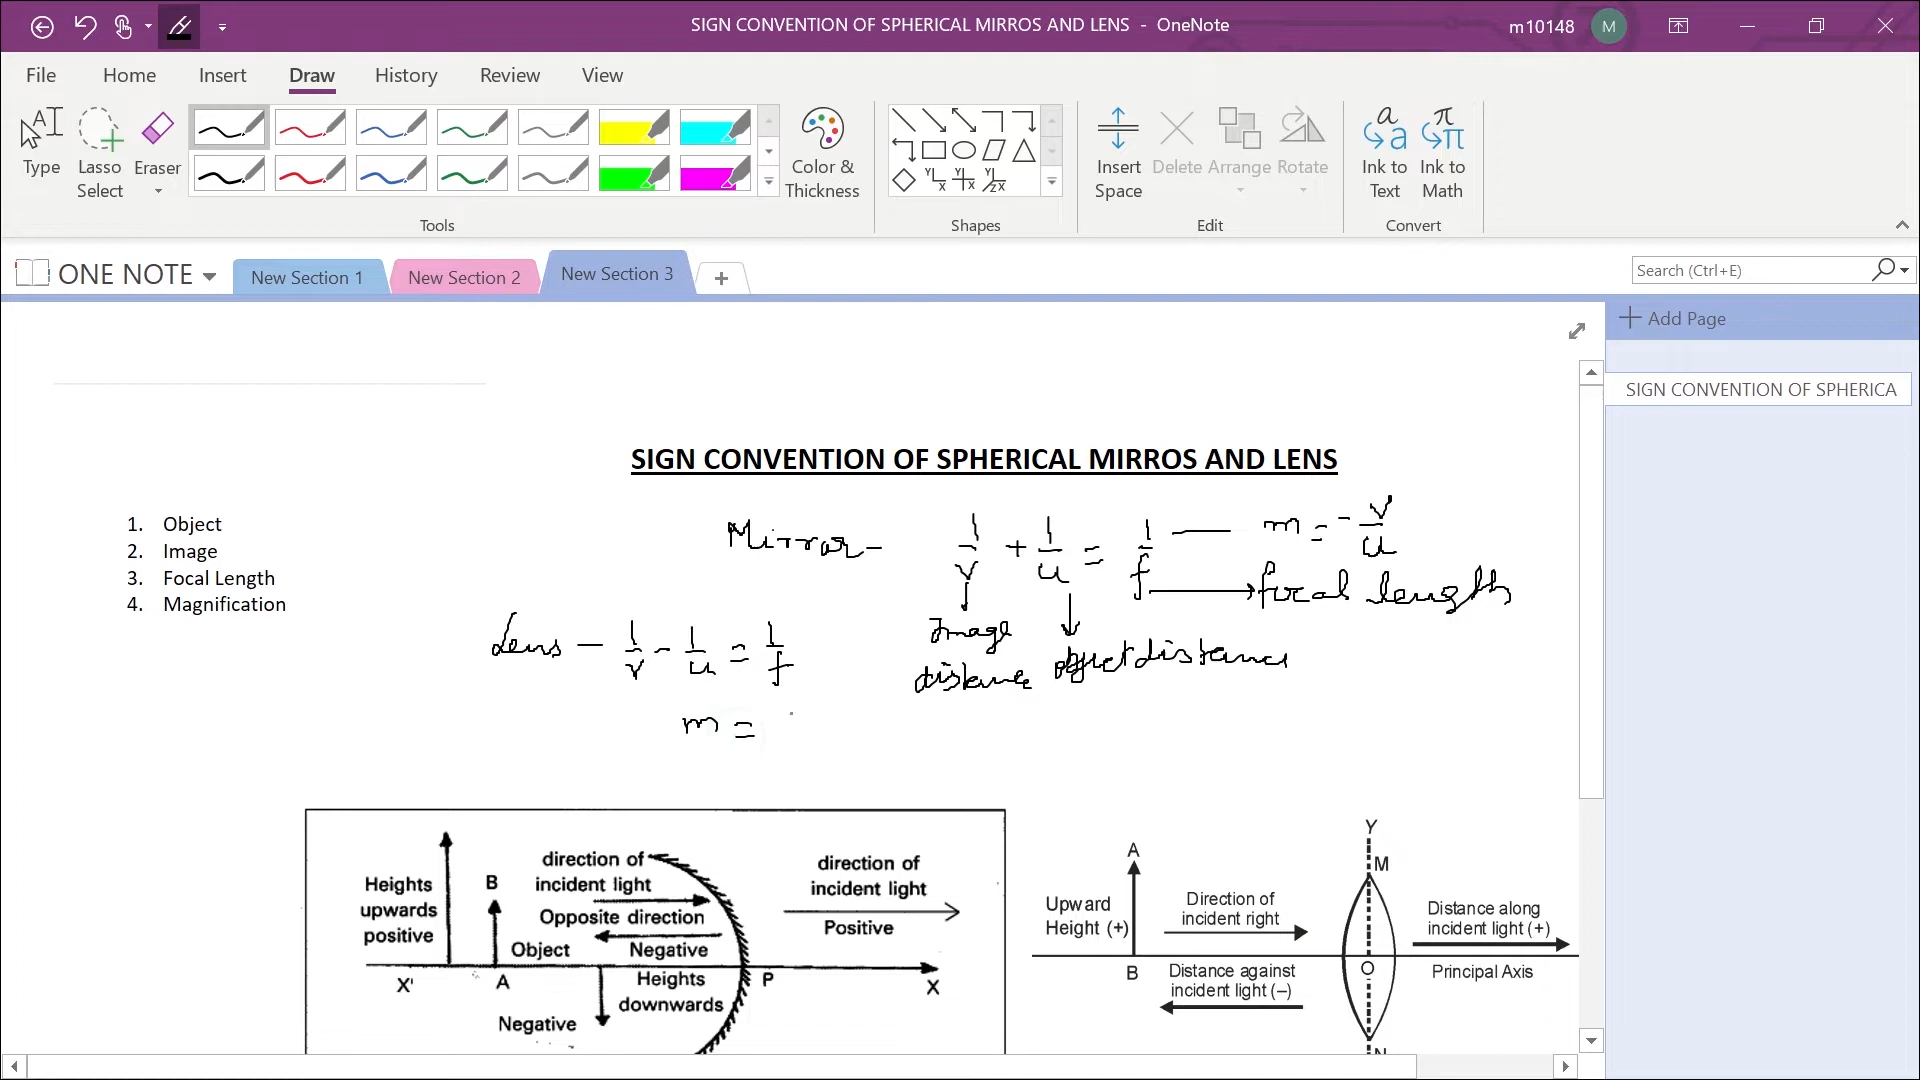 SIGN CONVENTION OF SPHERICAL MIRROS AND LENS - OneNote
m10148 M
File Home Insert Draw History Review View
Type
Lasso Select
Eraser
Color & Thickness
Insert Space
Delete
Arrange
Rotate
Ink to Text
Ink to Math
Tools
Shapes
Edit
Convert
ONE NOTE
New Section 1
New Section 2
New Section 3
Search (Ctrl+E)
Add Page
SIGN CONVENTION OF SPHERICA
SIGN CONVENTION OF SPHERICAL MIRROS AND LENS
1. Object
2. Image
3. Focal Length
4. Magnification
Mirror - 1/v + 1/u = 1/f — m = -v/u
focal length
Image distance
object distance
Lens - 1/v - 1/u = 1/f
m =
Heights
upwards
positive
B
direction of
incident light
Opposite direction
Object
Negative
X'
A
Heights
downwards
Negative
P
direction of
incident light
Positive
X
A
Upward
Height (+)
B
Direction of
incident right
Distance against
incident light (–)
Y
M
O
N
Distance along
incident light (+)
Principal Axis